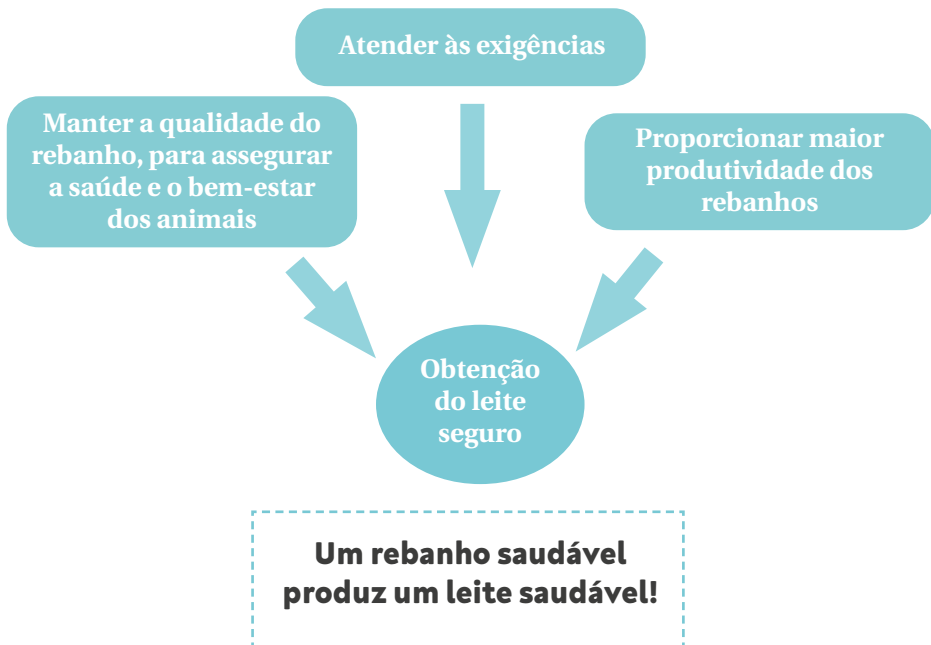 Atender às exigências
Manter a qualidade do
rebanho, para assegurar
a saúde e o bem-estar
dos animais
Proporcionar maior
produtividade dos
rebanhos
Obtenção
do leite
seguro
Um rebanho saudável
produz um leite saudável!